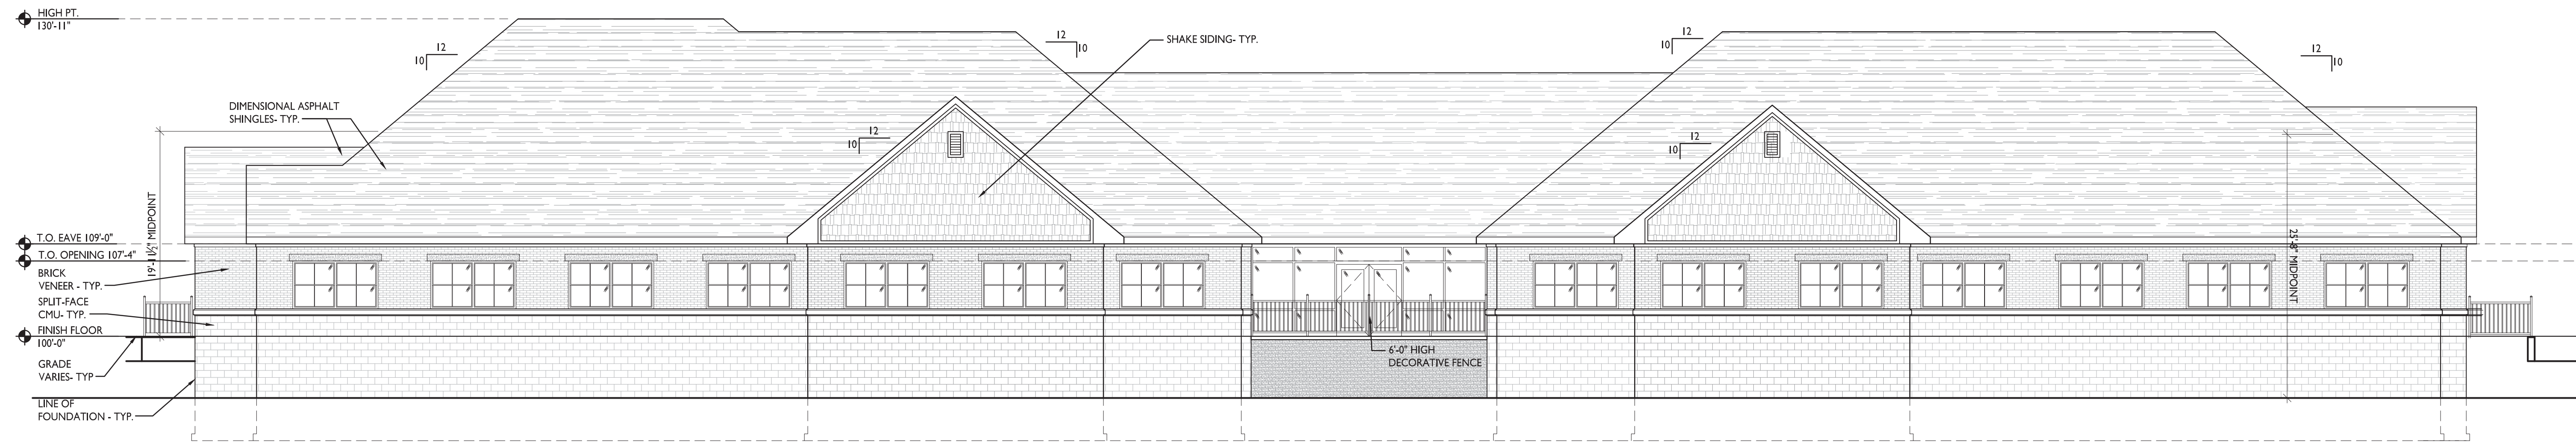 HIGH PT.
130'-11"
12
10
12
10
SHAKE SIDING- TYP.
12
10
12
10
DIMENSIONAL ASPHALT
SHINGLES- TYP.
12
10
12
10
19'-11½" MIDPOINT
25'-8" MIDPOINT
T.O. EAVE 109'-0"
T.O. OPENING 107'-4"
BRICK
VENEER - TYP.
SPLIT-FACE
CMU- TYP.
FINISH FLOOR
100'-0"
GRADE
VARIES- TYP
6'-0" HIGH
DECORATIVE FENCE
LINE OF
FOUNDATION - TYP.